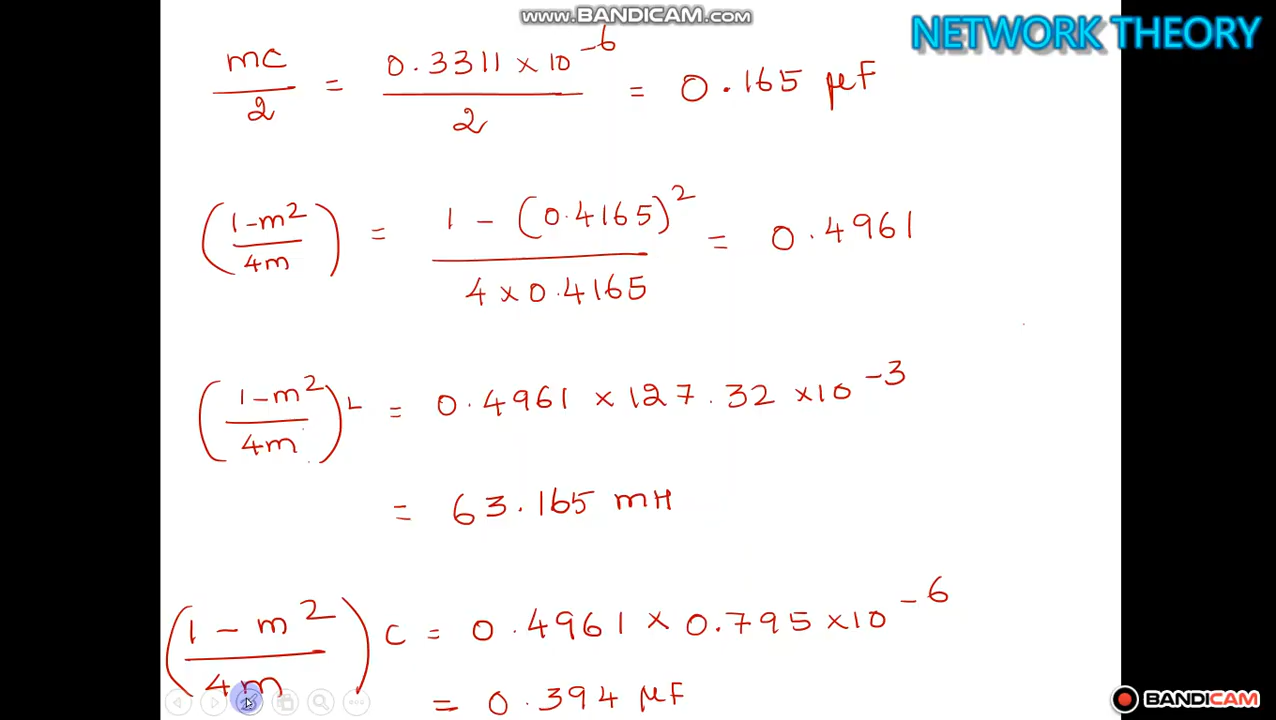 www.BANDICAM.com
NETWORK THEORY
mc/2 = 0.3311 × 10⁻⁶/2 = 0.165 μF
(1-m²/4m) = 1 - (0.4165)²/4 × 0.4165 = 0.4961
(1-m²/4m) L = 0.4961 × 127.32 × 10⁻³
= 63.165 mH
(1 - m²/4m) C = 0.4961 × 0.795 × 10⁻⁶
= 0.394 μF
BANDICAM